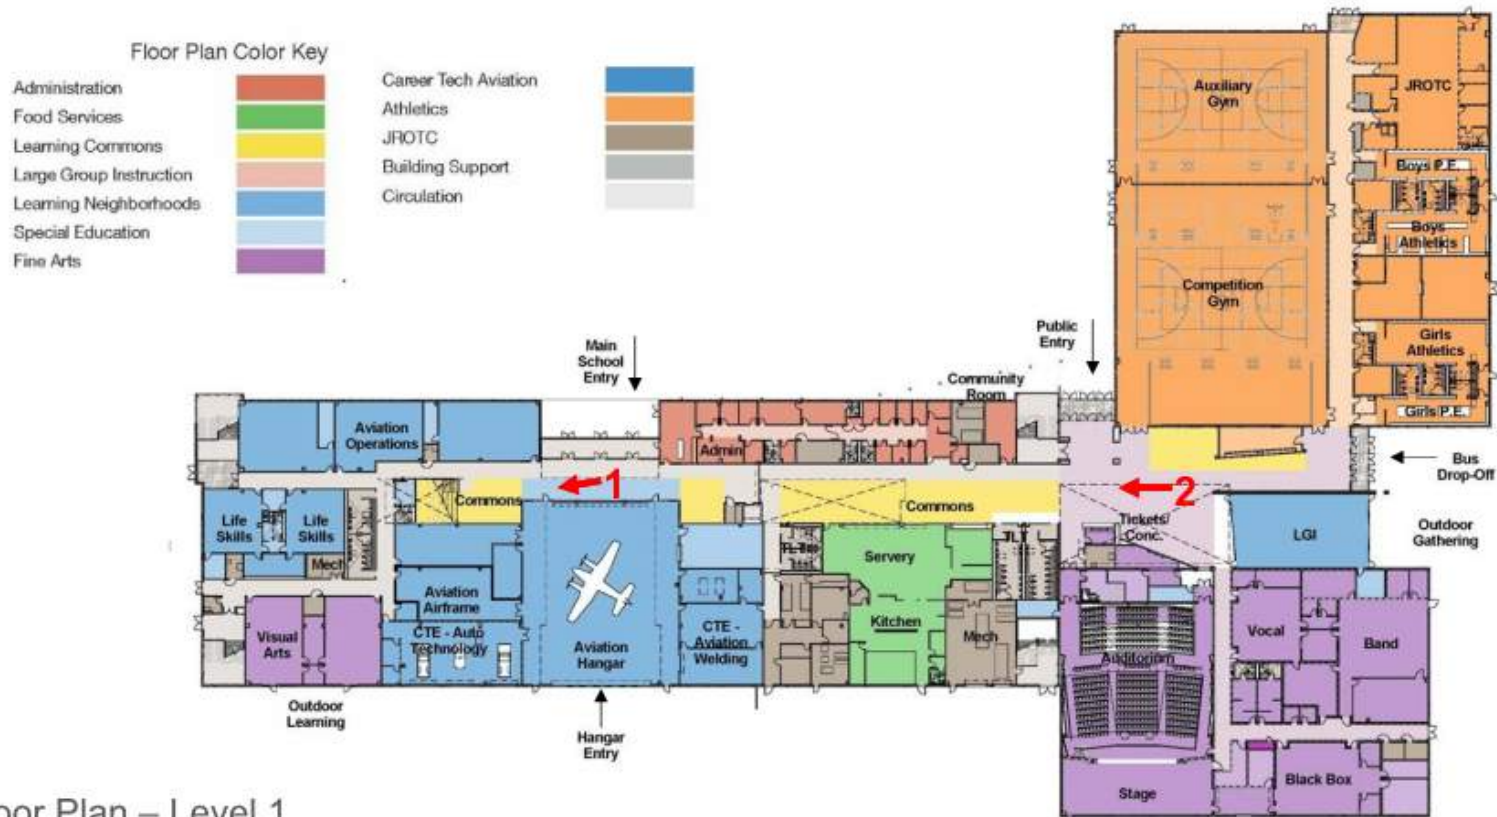 Floor Plan Color Key
Administration
Food Services
Learning Commons
Large Group Instruction
Learning Neighborhoods
Special Education
Fine Arts
Career Tech Aviation
Athletics
JROTC
Building Support
Circulation
Auxiliary
Gym
JROTC
Boys P.E.
Boys
Athletics
Competition
Gym
Girls
Athletics
Girls P.E.
Public
Entry
Main
School
Entry
Community
Room
Bus
Drop-Off
Aviation
Operations
Admin
1
2
Commons
Commons
Tickets/
Conc.
LGI
Outdoor
Gathering
Life
Skills
Life
Skills
Mech
Servery
Kitchen
Mech
Aviation
Airframe
CTE - Auto
Technology
Aviation
Hangar
CTE -
Aviation
Welding
Visual
Arts
Auditorium
Vocal
Band
Outdoor
Learning
Hangar
Entry
Stage
Black Box
oor Plan – Level 1